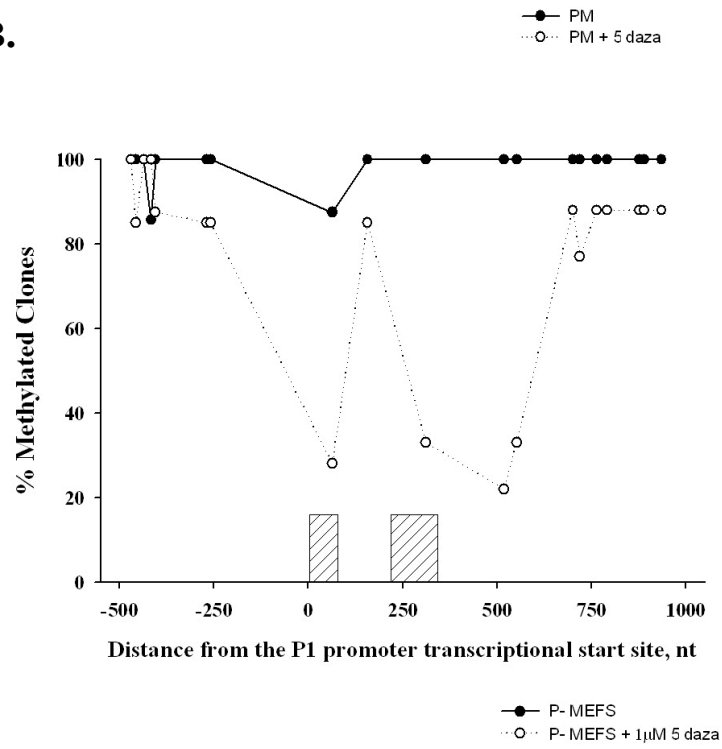 B.
PM
PM + 5 daza
100
80
60
40
20
0
% Methylated Clones
-500 -250 0 250 500 750 1000
Distance from the P1 promoter transcriptional start site, nt
P- MEFS
P- MEFS + 1μM 5 daza